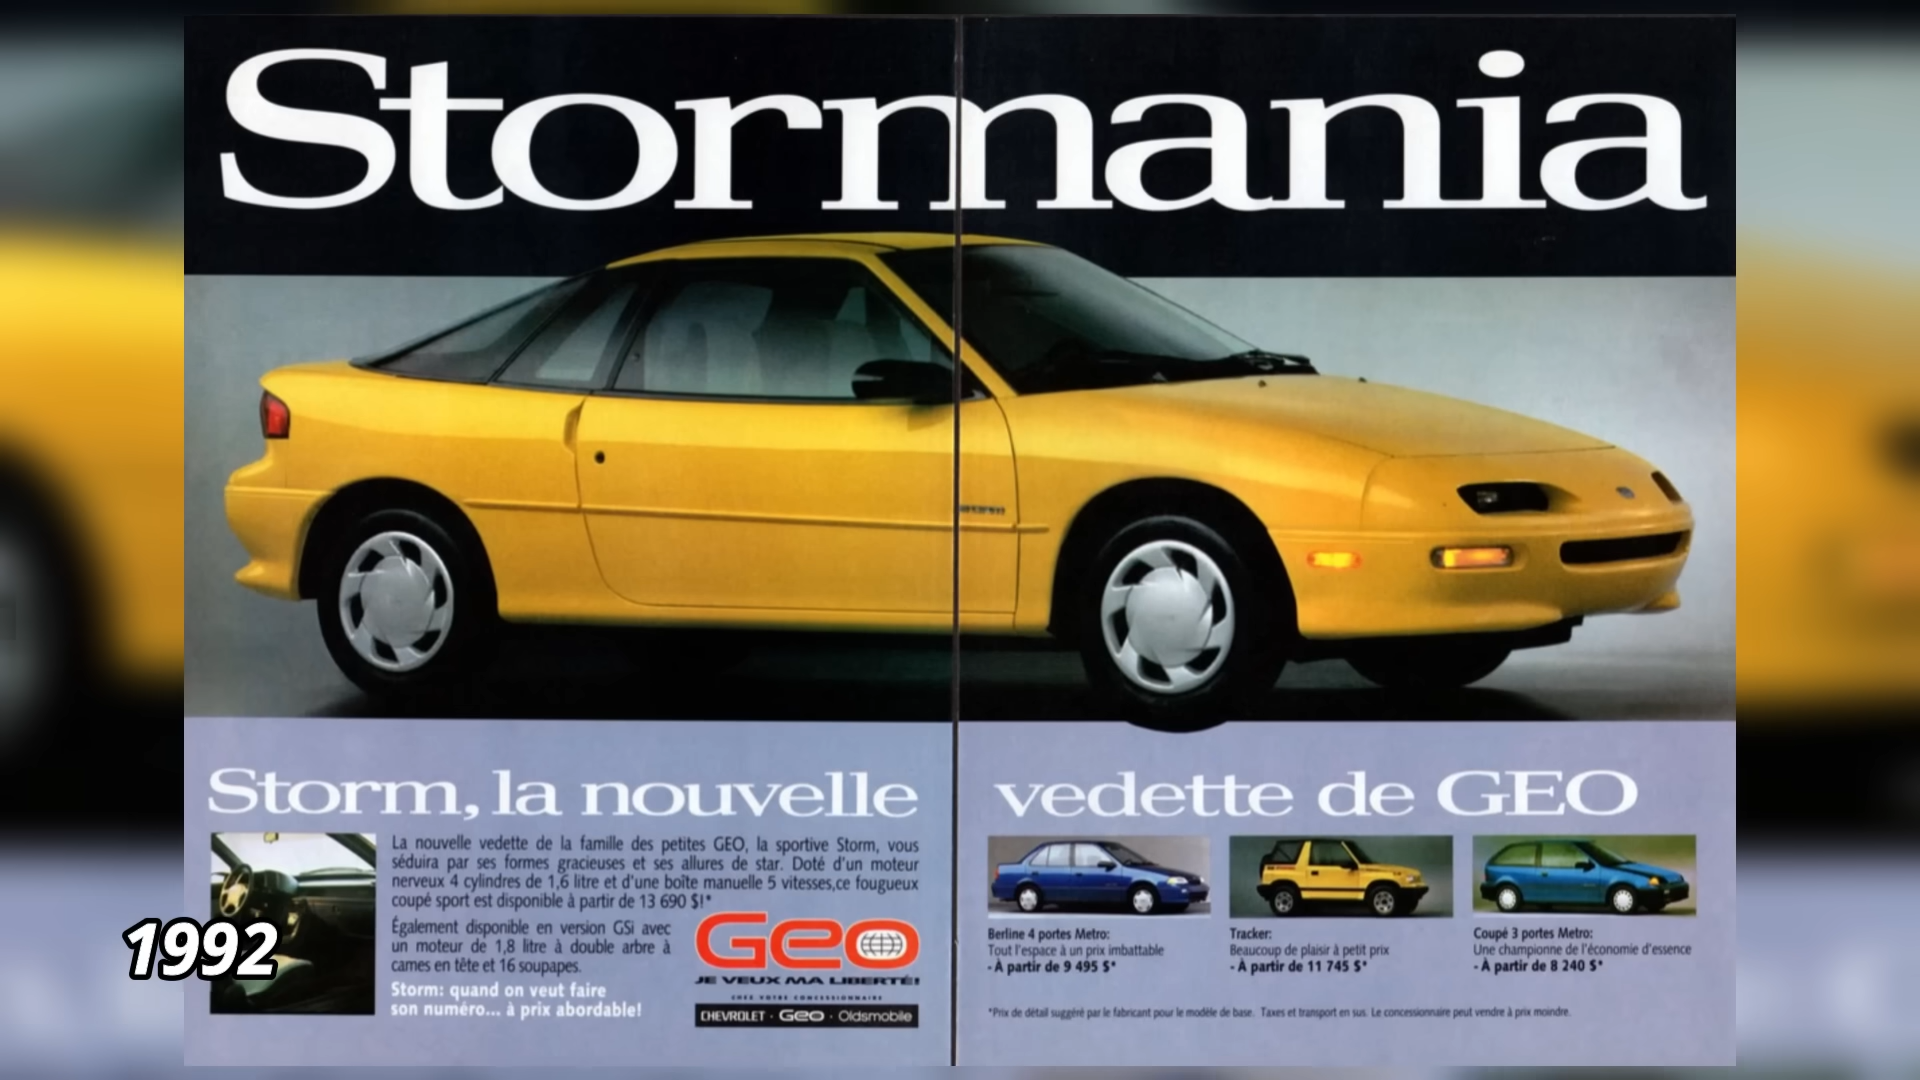 Stormania
Storm, la nouvelle vedette de GEO
La nouvelle vedette de la famille des petites GEO, la sportive Storm, vous
séduira par ses formes gracieuses et ses allures de star. Doté d'un moteur
nerveux 4 cylindres de 1,6 litre et d'une boîte manuelle 5 vitesses,ce fougueux
coupé sport est disponible à partir de 13 690 $!*
Également disponible en version GSi avec
un moteur de 1,8 litre à double arbre à
cames en tête et 16 soupapes.
Storm: quand on veut faire
son numéro... à prix abordable!
1992
Geo
JE VEUX MA LIBERTÉ!
CHEZ VOTRE CONCESSIONNAIRE
CHEVROLET · Geo · Oldsmobile
Berline 4 portes Metro:
Tout l'espace à un prix imbattable
- À partir de 9 495 $*
Tracker:
Beaucoup de plaisir à petit prix
- À partir de 11 745 $*
Coupé 3 portes Metro:
Une championne de l'économie d'essence
- À partir de 8 240 $*
*Prix de détail suggéré par le fabricant pour le modèle de base. Taxes et transport en sus. Le concessionnaire peut vendre à prix moindre.